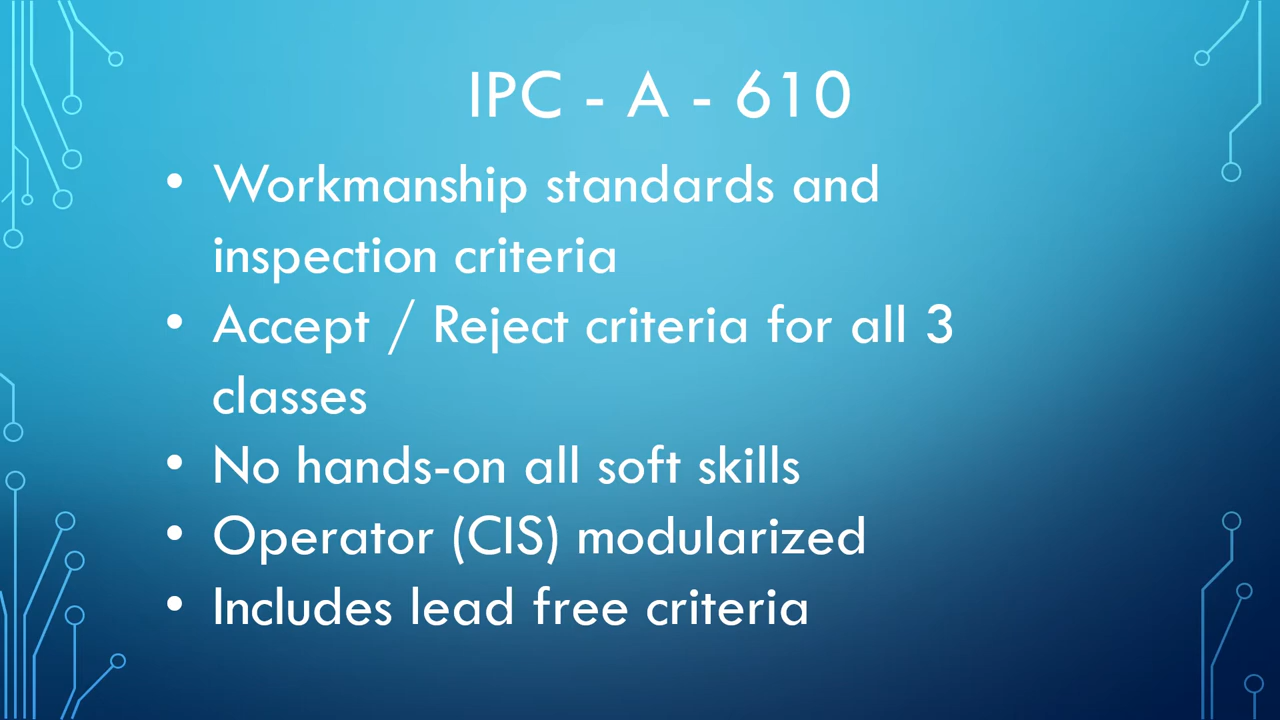 IPC - A - 610
• Workmanship standards and
inspection criteria
• Accept / Reject criteria for all 3
classes
• No hands-on all soft skills
• Operator (CIS) modularized
• Includes lead free criteria